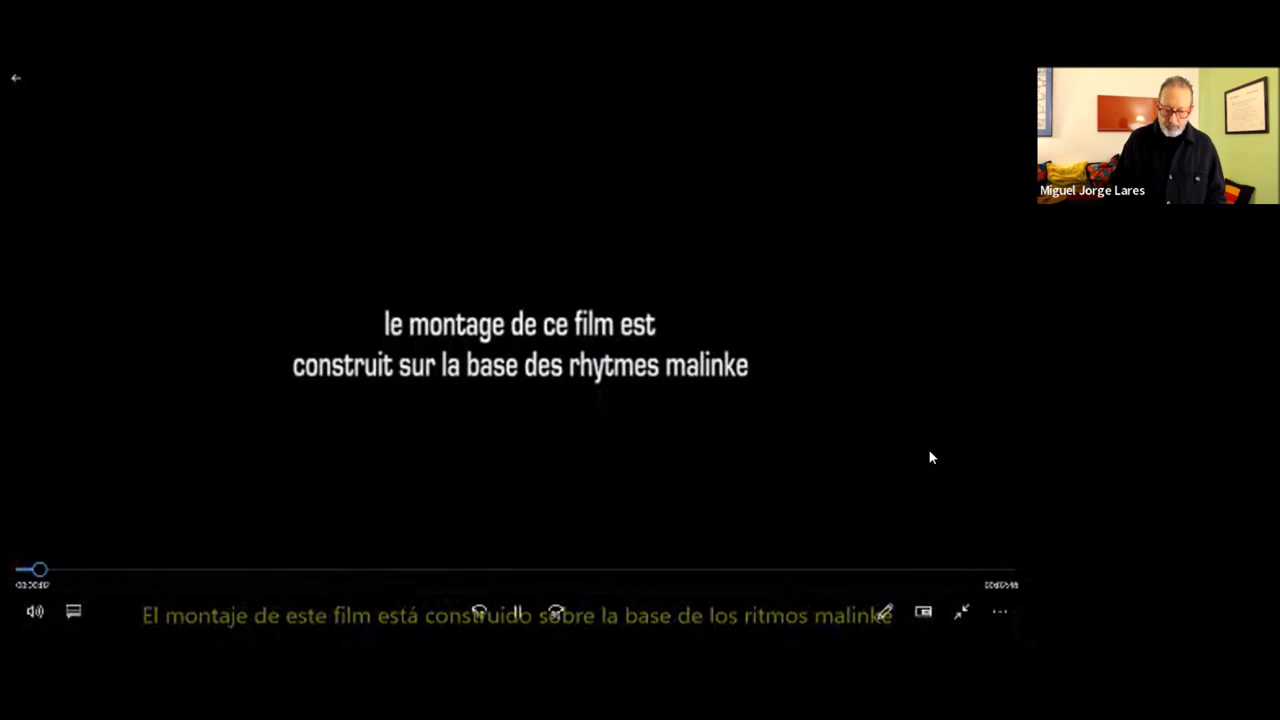 Miguel Jorge Lares
le montage de ce film est
construit sur la base des rhytmes malinke
El montaje de este film está construido sobre la base de los ritmos malinke